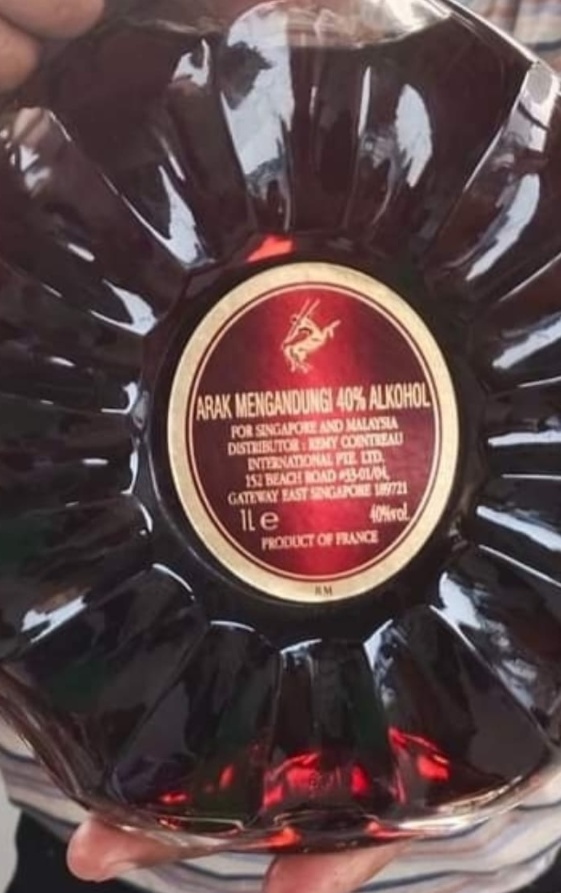 ARAK MENGANDUNGI 40% ALKOHOL
FOR SINGAPORE AND MALAYSIA
DISTRIBUTOR : REMY COINTREAU
INTERNATIONAL PTE. LTD.
152 BEACH ROAD #33-01/04,
GATEWAY EAST SINGAPORE 189721
1L e 40%vol.
PRODUCT OF FRANCE